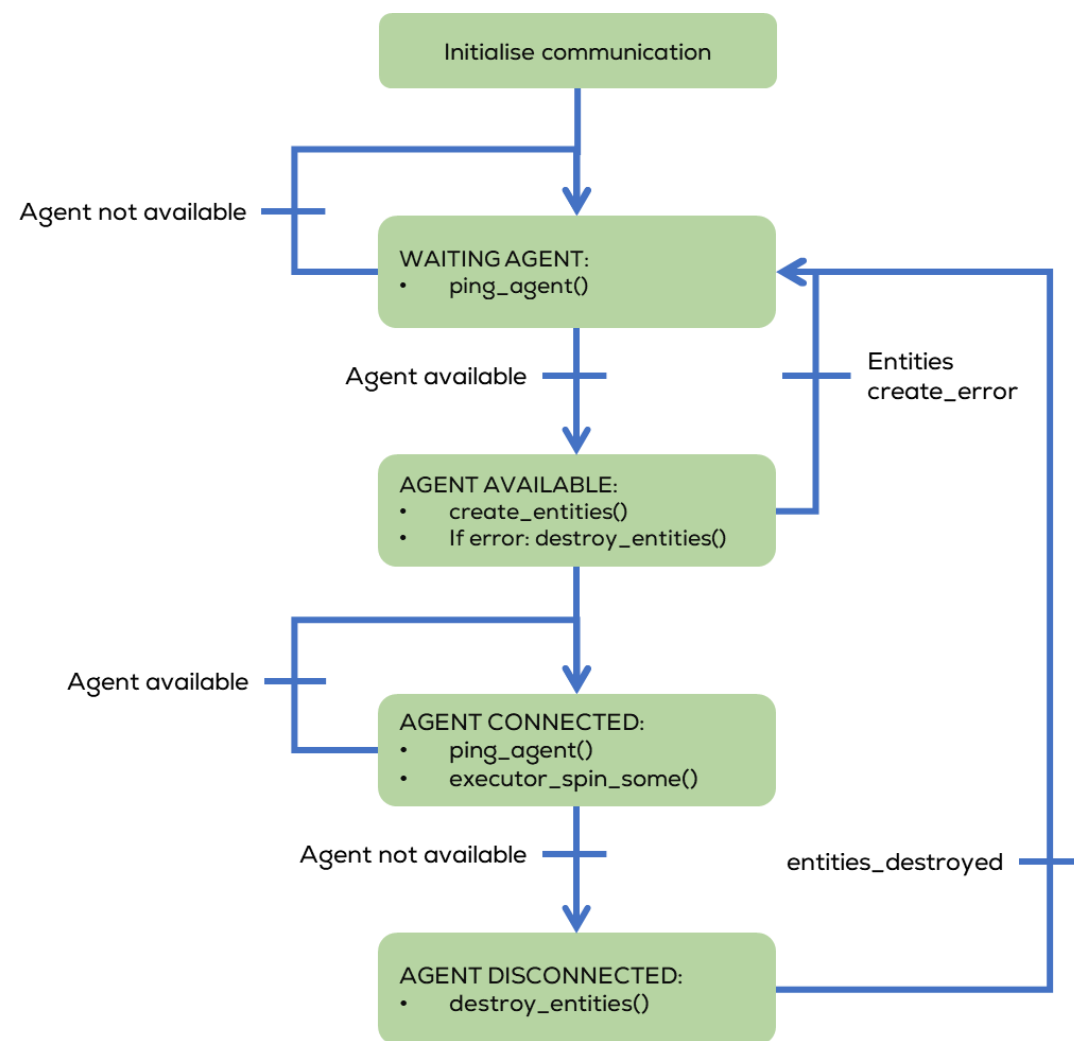 Initialise communication
Agent not available
WAITING AGENT:
• ping_agent()
Agent available
Entities
create_error
AGENT AVAILABLE:
• create_entities()
• If error: destroy_entities()
Agent available
AGENT CONNECTED:
• ping_agent()
• executor_spin_some()
Agent not available
entities_destroyed
AGENT DISCONNECTED:
• destroy_entities()